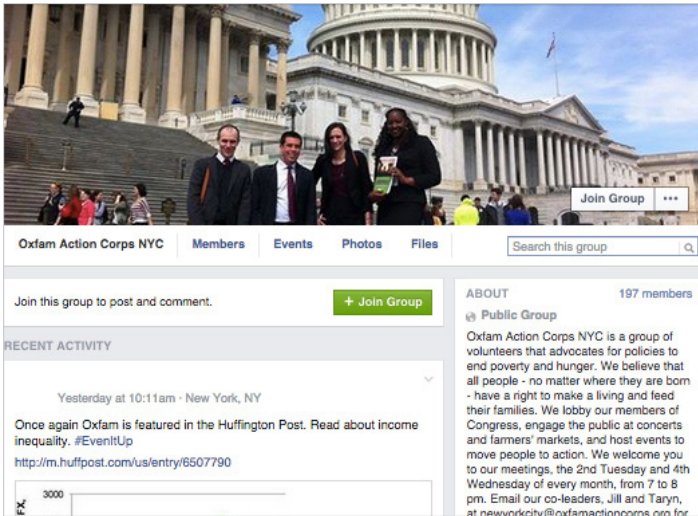 Join Group
Oxfam Action Corps NYC
Members
Events
Photos
Files
Search this group
Join this group to post and comment.
+ Join Group
RECENT ACTIVITY
Yesterday at 10:11am · New York, NY
Once again Oxfam is featured in the Huffington Post. Read about income
inequality. #EvenItUp
http://m.huffpost.com/us/entry/6507790
3000
FX,
ABOUT
197 members
Public Group
Oxfam Action Corps NYC is a group of
volunteers that advocates for policies to
end poverty and hunger. We believe that
all people - no matter where they are born
- have a right to make a living and feed
their families. We lobby our members of
Congress, engage the public at concerts
and farmers' markets, and host events to
move people to action. We welcome you
to our meetings, the 2nd Tuesday and 4th
Wednesday of every month, from 7 to 8
pm. Email our co-leaders, Jill and Taryn,
at newyorkcity@oxfamactioncorps.org for